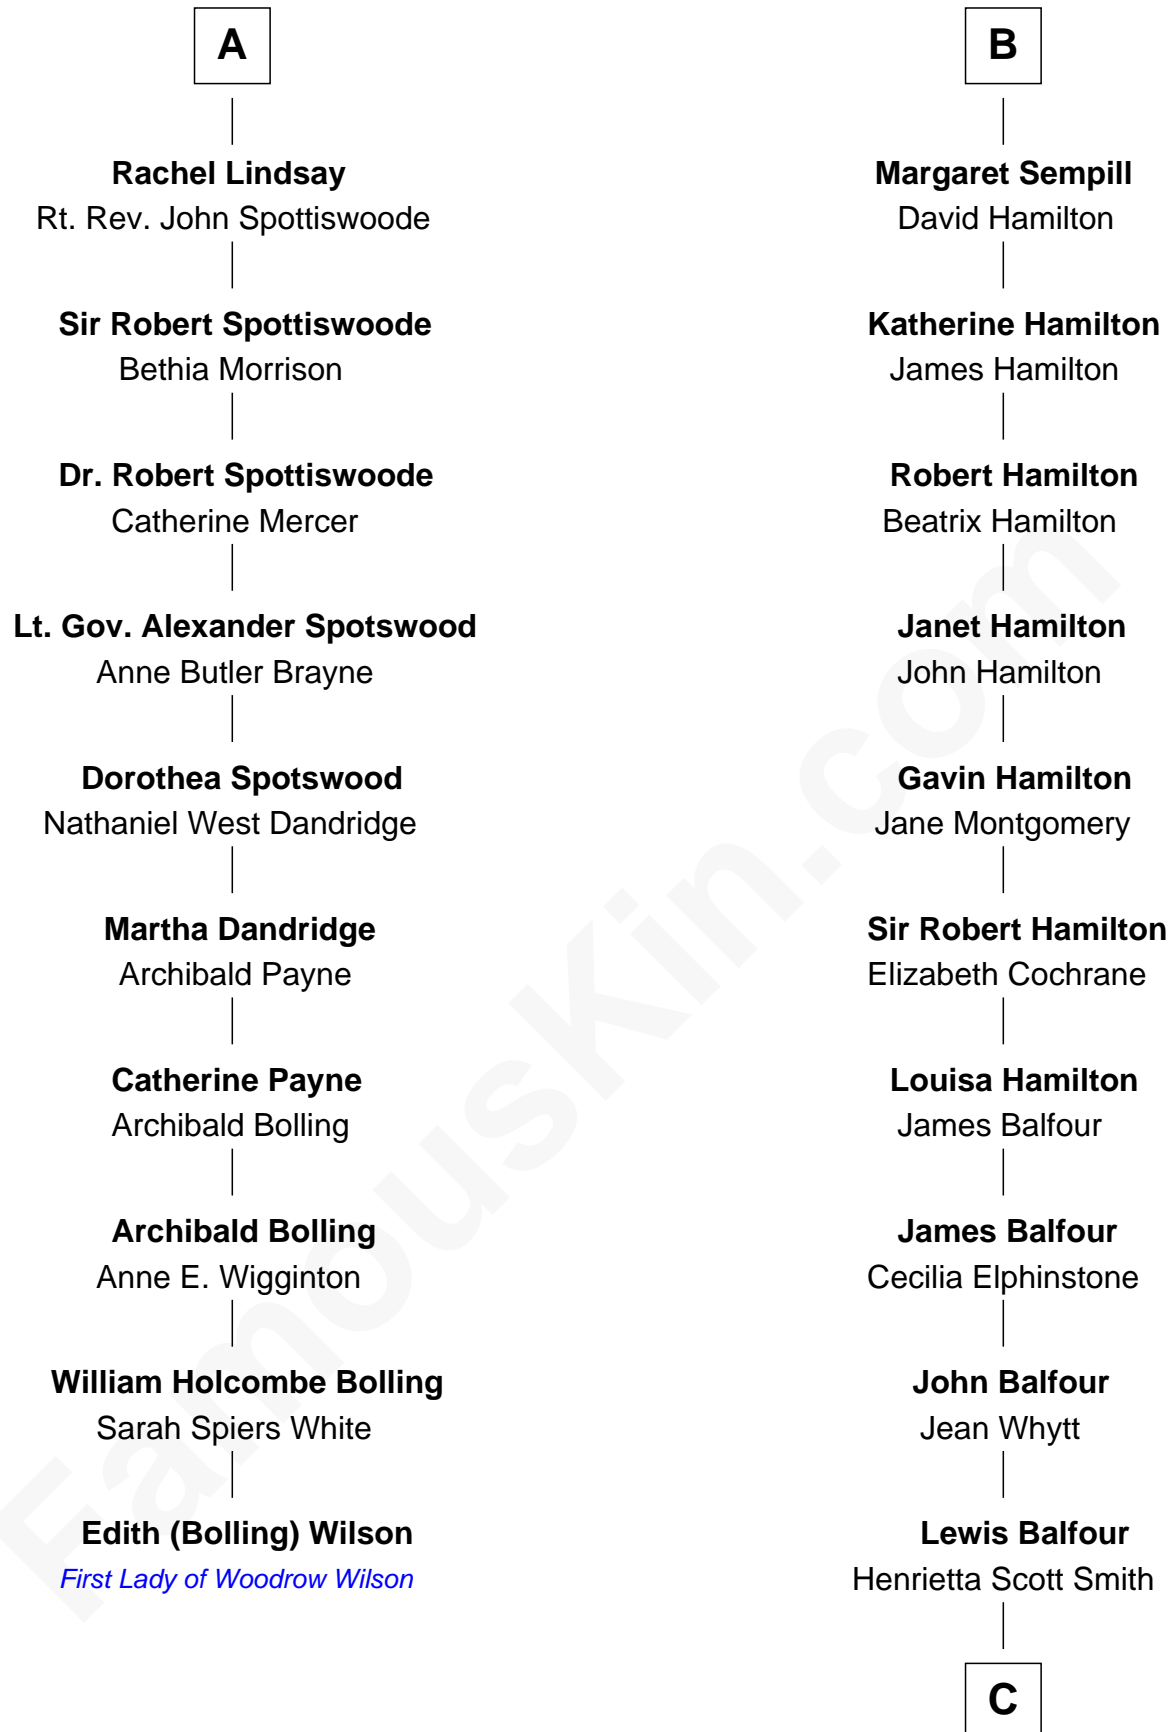 A
Rachel Lindsay
Rt. Rev. John Spottiswoode
Sir Robert Spottiswoode
Bethia Morrison
Dr. Robert Spottiswoode
Catherine Mercer
Lt. Gov. Alexander Spotswood
Anne Butler Brayne
Dorothea Spotswood
Nathaniel West Dandridge
Martha Dandridge
Archibald Payne
Catherine Payne
Archibald Bolling
Archibald Bolling
Anne E. Wigginton
William Holcombe Bolling
Sarah Spiers White
Edith (Bolling) Wilson
First Lady of Woodrow Wilson
B
Margaret Sempill
David Hamilton
Katherine Hamilton
James Hamilton
Robert Hamilton
Beatrix Hamilton
Janet Hamilton
John Hamilton
Gavin Hamilton
Jane Montgomery
Sir Robert Hamilton
Elizabeth Cochrane
Louisa Hamilton
James Balfour
James Balfour
Cecilia Elphinstone
John Balfour
Jean Whytt
Lewis Balfour
Henrietta Scott Smith
C
FamousKin.com